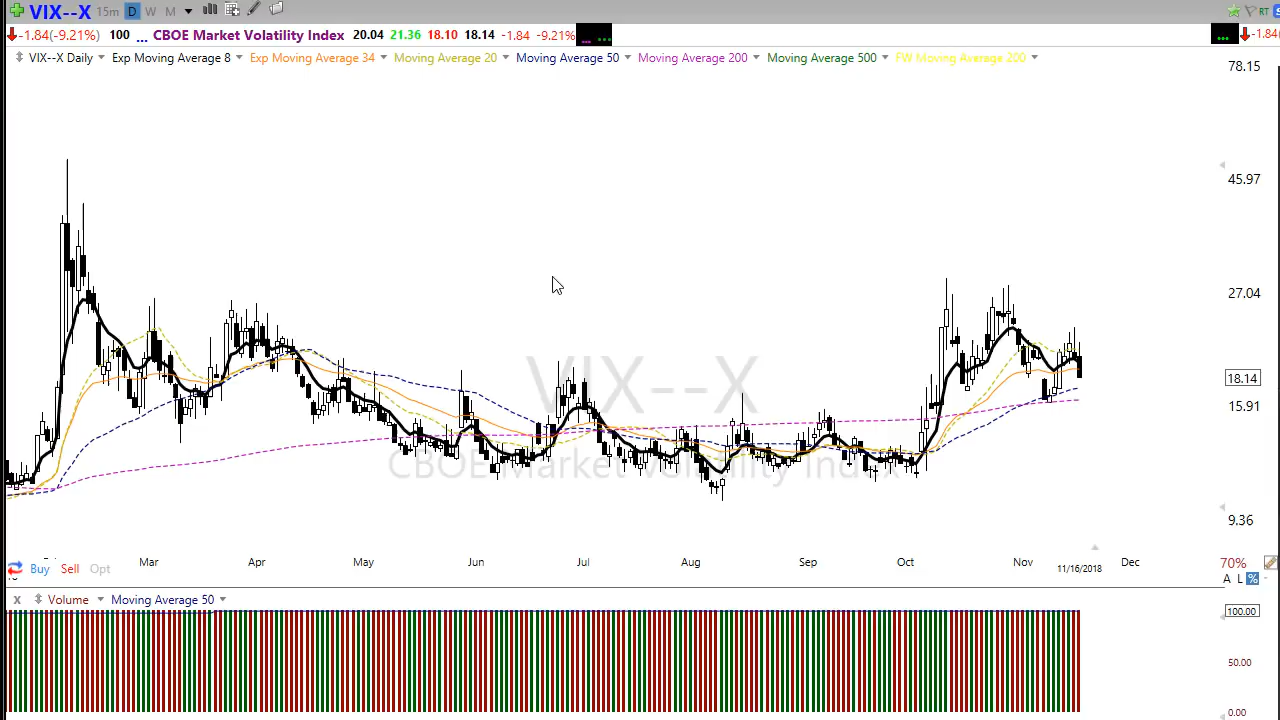 VIX--X 15m D W M RT
-1.84(-9.21%) 100 ... CBOE Market Volatility Index 20.04 21.36 18.10 18.14 -1.84 -9.21% ... ... ... -1.84(
VIX--X Daily Exp Moving Average 8 Exp Moving Average 34 Moving Average 20 Moving Average 50 Moving Average 200 Moving Average 500 FW Moving Average 200
78.15
45.97
27.04
VIX--X
18.14
15.91
CBOE Market Volatility Index
9.36
Mar Apr May Jun Jul Aug Sep Oct Nov Dec
11/16/2018
70%
Buy Sell Opt
A L %
X Volume Moving Average 50
100.00
50.00
0.00